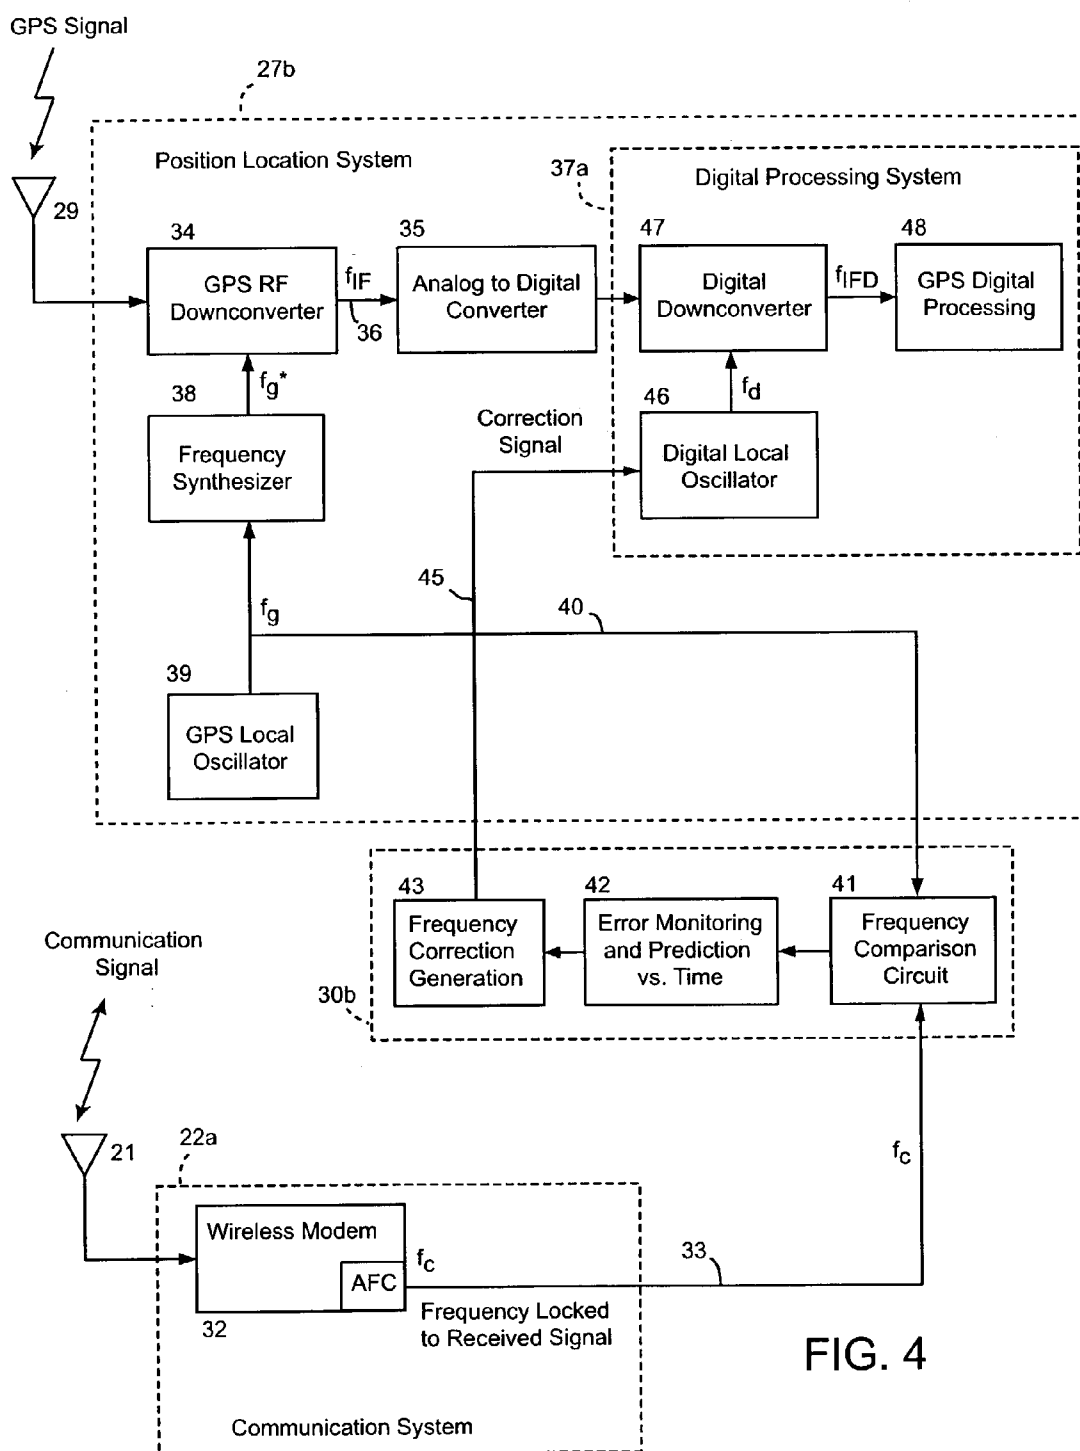 GPS Signal
27b
Position Location System
37a
Digital Processing System
29
34
GPS RF
Downconverter
fIF
36
35
Analog to Digital
Converter
47
Digital
Downconverter
fIFD
48
GPS Digital
Processing
fg*
38
Frequency
Synthesizer
Correction
Signal
fd
46
Digital Local
Oscillator
45
40
fg
39
GPS Local
Oscillator
43
Frequency
Correction
Generation
42
Error Monitoring
and Prediction
vs. Time
41
Frequency
Comparison
Circuit
30b
Communication
Signal
21
22a
fc
Wireless Modem
AFC
32
fc
33
Frequency Locked
to Received Signal
FIG. 4
Communication System